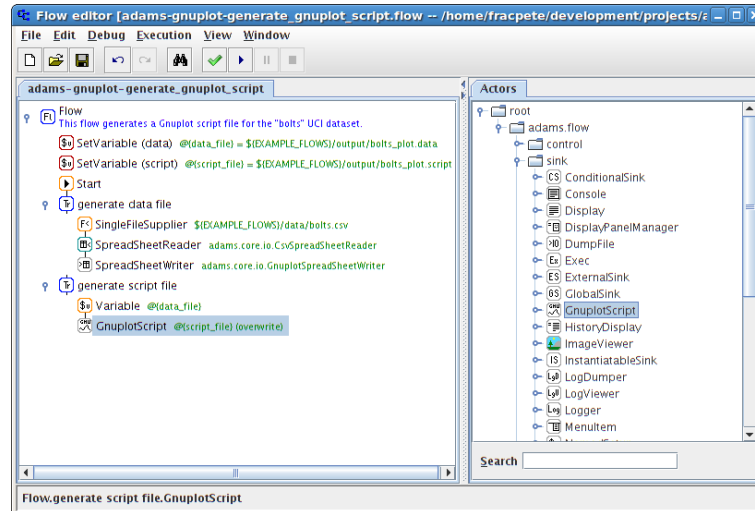 Flow editor [adams-gnuplot-generate_gnuplot_script.flow -- /home/fracpete/development/projects/a
File Edit Debug Execution View Window
adams-gnuplot-generate_gnuplot_script
Flow
This flow generates a Gnuplot script file for the "bolts" UCI dataset.
SetVariable (data) @{data_file} = ${EXAMPLE_FLOWS}/output/bolts_plot.data
SetVariable (script) @{script_file} = ${EXAMPLE_FLOWS}/output/bolts_plot.script
Start
generate data file
SingleFileSupplier ${EXAMPLE_FLOWS}/data/bolts.csv
SpreadSheetReader adams.core.io.CsvSpreadSheetReader
SpreadSheetWriter adams.core.io.GnuplotSpreadSheetWriter
generate script file
Variable @{data_file}
GnuplotScript @{script_file} (overwrite)
Actors
root
adams.flow
control
sink
ConditionalSink
Console
Display
DisplayPanelManager
DumpFile
Exec
ExternalSink
GlobalSink
GnuplotScript
HistoryDisplay
ImageViewer
InstantiatableSink
LogDumper
LogViewer
Logger
MenuItem
Search
Flow.generate script file.GnuplotScript